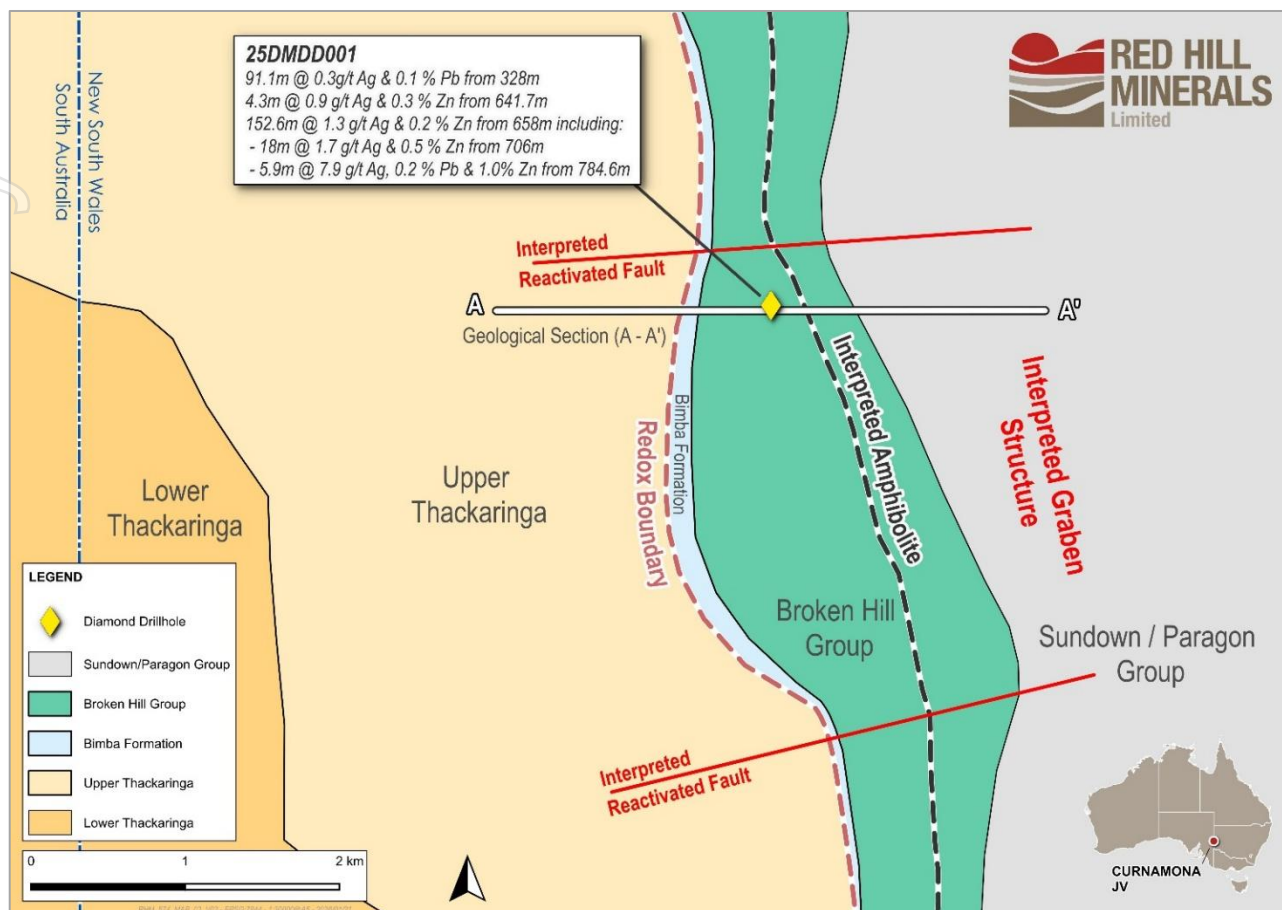 25DMDD001
91.1m @ 0.3g/t Ag & 0.1 % Pb from 328m
4.3m @ 0.9 g/t Ag & 0.3 % Zn from 641.7m
152.6m @ 1.3 g/t Ag & 0.2 % Zn from 658m including:
- 18m @ 1.7 g/t Ag & 0.5 % Zn from 706m
- 5.9m @ 7.9 g/t Ag, 0.2 % Pb & 1.0% Zn from 784.6m
RED HILL
MINERALS
Limited
New South Wales
South Australia
Interpreted
Reactivated Fault
A
A'
Geological Section (A - A')
Interpreted Amphibolite
Bimba Formation
Redox Boundary
Interpreted Graben
Structure
Lower
Thackaringa
Upper
Thackaringa
Broken Hill
Group
Sundown / Paragon
Group
Interpreted
Reactivated Fault
LEGEND
Diamond Drillhole
Sundown/Paragon Group
Broken Hill Group
Bimba Formation
Upper Thackaringa
Lower Thackaringa
0 1 2 km
CURNAMONA
JV